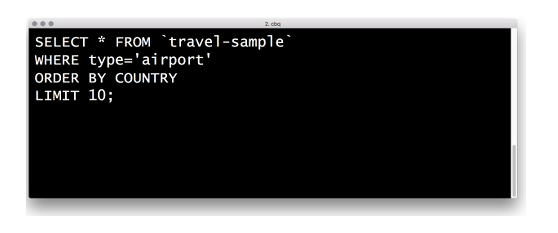 2. cbq
SELECT * FROM `travel-sample`
WHERE type='airport'
ORDER BY COUNTRY
LIMIT 10;